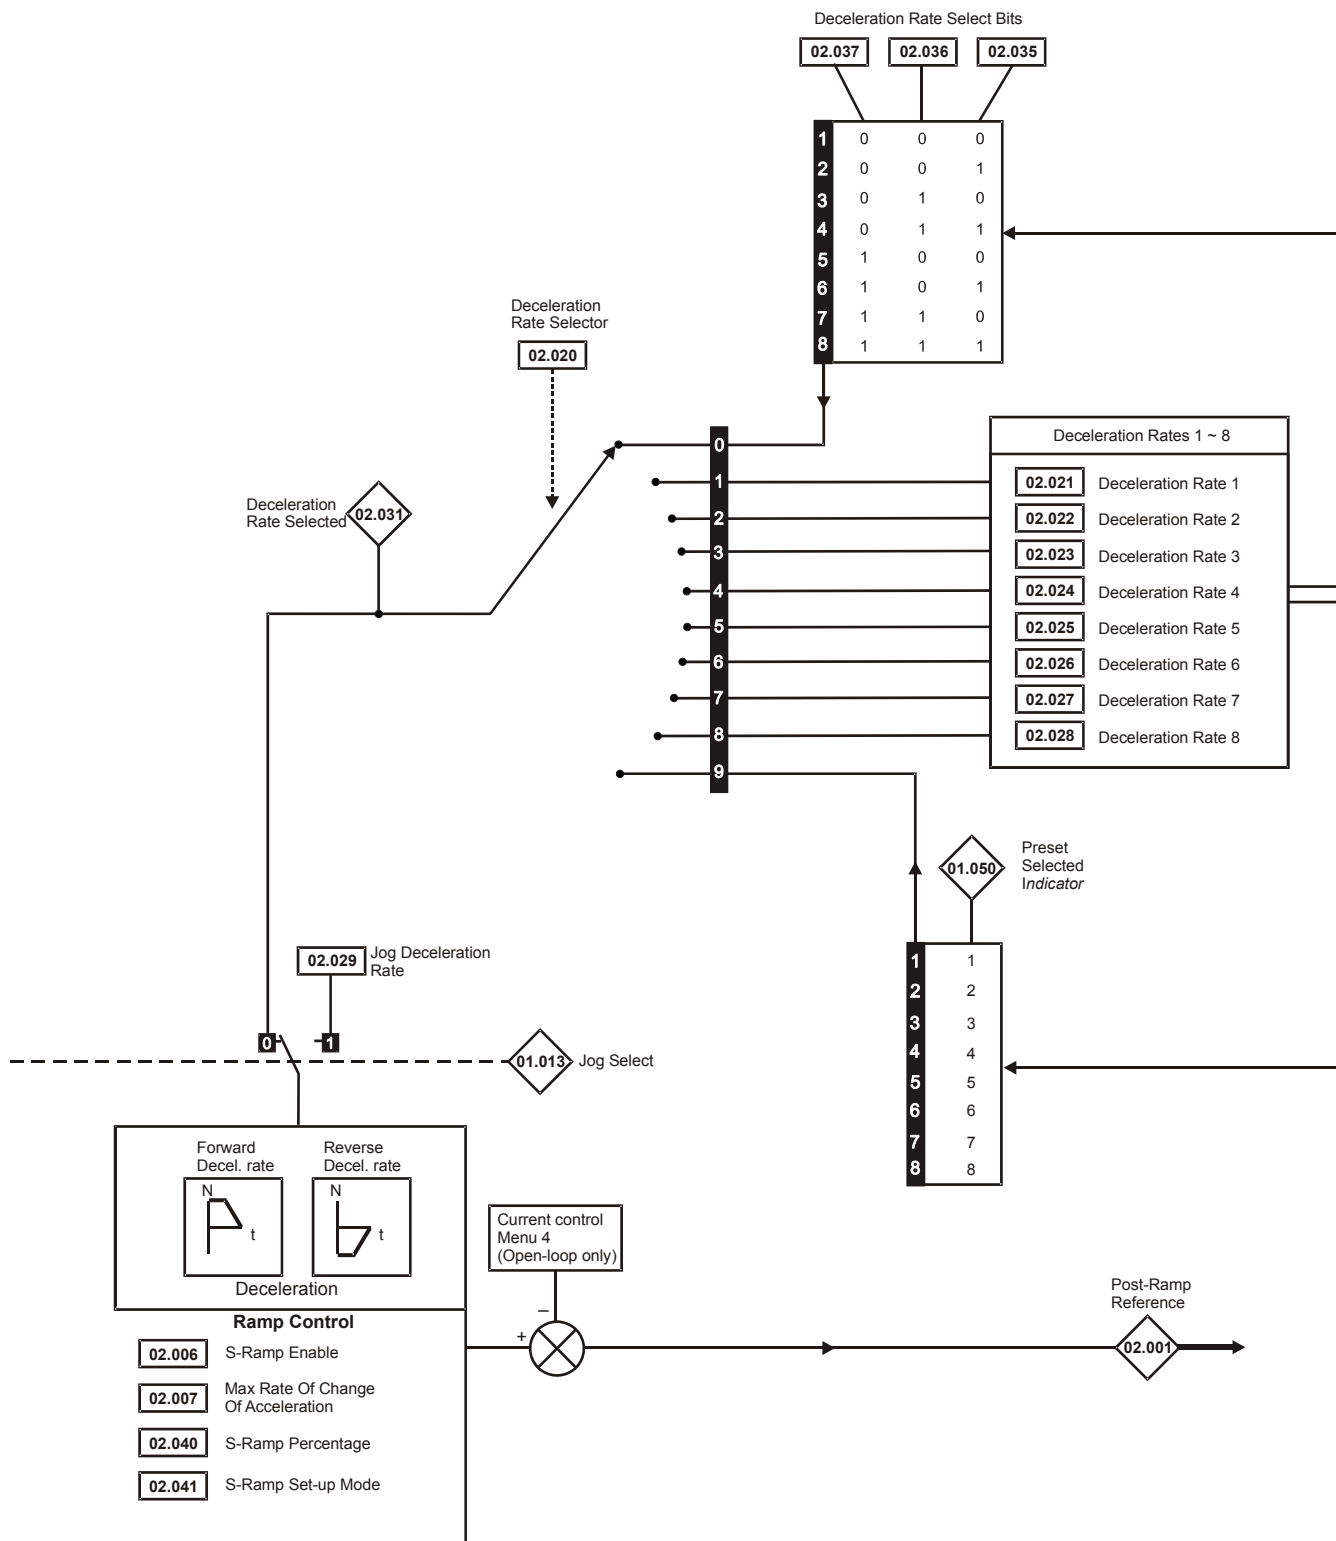 Deceleration Rate Select Bits
02.037 02.036 02.035
1 0 0 0
2 0 0 1
3 0 1 0
4 0 1 1
5 1 0 0
6 1 0 1
7 1 1 0
8 1 1 1
Deceleration
Rate Selector
02.020
Deceleration
Rate Selected
02.031
0
1
2
3
4
5
6
7
8
9
Deceleration Rates 1 ~ 8
02.021 Deceleration Rate 1
02.022 Deceleration Rate 2
02.023 Deceleration Rate 3
02.024 Deceleration Rate 4
02.025 Deceleration Rate 5
02.026 Deceleration Rate 6
02.027 Deceleration Rate 7
02.028 Deceleration Rate 8
01.050
Preset
Selected
Indicator
1 1
2 2
3 3
4 4
5 5
6 6
7 7
8 8
02.029
Jog Deceleration
Rate
0 1
01.013 Jog Select
Forward
Decel. rate
N
t
Reverse
Decel. rate
N
t
Deceleration
Ramp Control
02.006 S-Ramp Enable
02.007 Max Rate Of Change
Of Acceleration
02.040 S-Ramp Percentage
02.041 S-Ramp Set-up Mode
Current control
Menu 4
(Open-loop only)
–
+
Post-Ramp
Reference
02.001